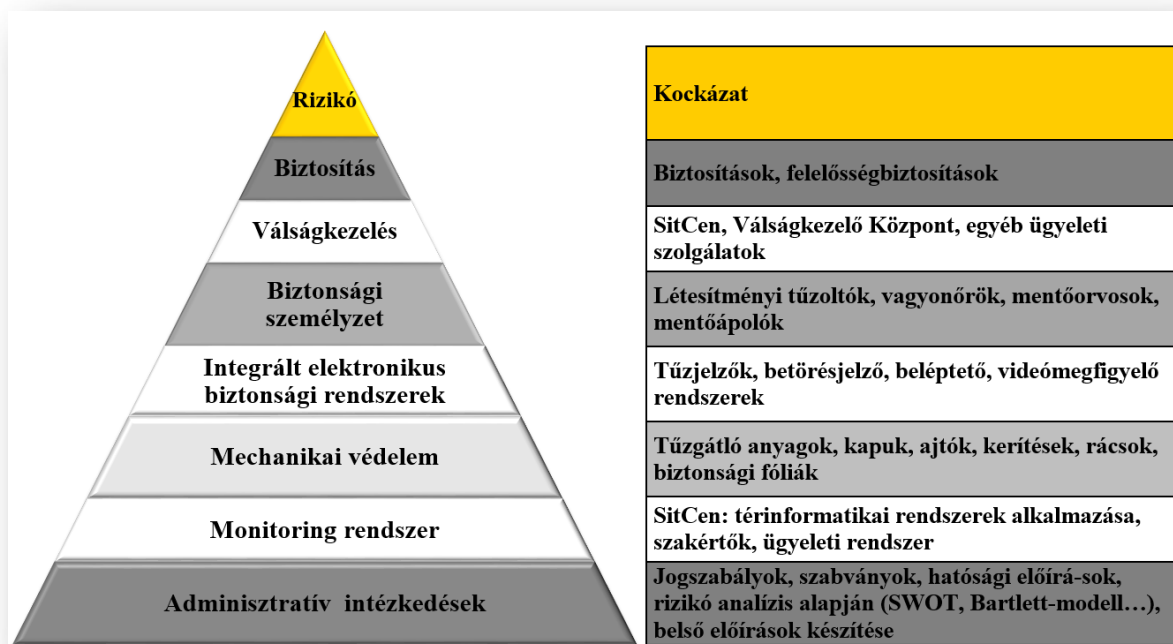 Rizikó
Biztosítás
Válságkezelés
Biztonsági
személyzet
Integrált elektronikus
biztonsági rendszerek
Mechanikai védelem
Monitoring rendszer
Adminisztratív intézkedések
Kockázat
Biztosítások, felelősségbiztosítások
SitCen, Válságkezelő Központ, egyéb ügyeleti
szolgálatok
Létesítményi tűzoltók, vagyonőrök, mentőorvosok,
mentőápolók
Tűzjelzők, betörésjelző, beléptető, videómegfigyelő
rendszerek
Tűzgátló anyagok, kapuk, ajtók, kerítések, rácsok,
biztonsági fóliák
SitCen: térinformatikai rendszerek alkalmazása,
szakértők, ügyeleti rendszer
Jogszabályok, szabványok, hatósági előírá-sok,
rizikó analízis alapján (SWOT, Bartlett-modell…),
belső előírások készítése